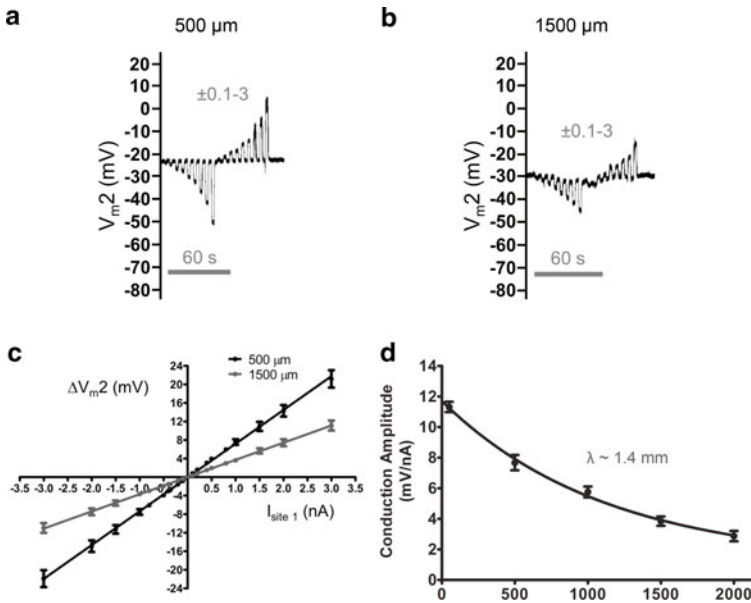 a
500 µm
20
10
0
-10
-20
-30
-40
-50
-60
-70
-80
Vm2 (mV)
±0.1-3
60 s
b
1500 µm
20
10
0
-10
-20
-30
-40
-50
-60
-70
-80
Vm2 (mV)
±0.1-3
60 s
c
ΔVm2 (mV)
500 µm
1500 µm
24
20
16
12
8
4
-3.5 -3.0 -2.5 -2.0 -1.5 -1.0 0.5 1.0 1.5 2.0 2.5 3.0 3.5
-4
-8
-12
-16
-20
-24
Isite 1 (nA)
d
Conduction Amplitude
(mV/nA)
14
12
10
8
6
4
2
0
λ ~ 1.4 mm
0 500 1000 1500 2000